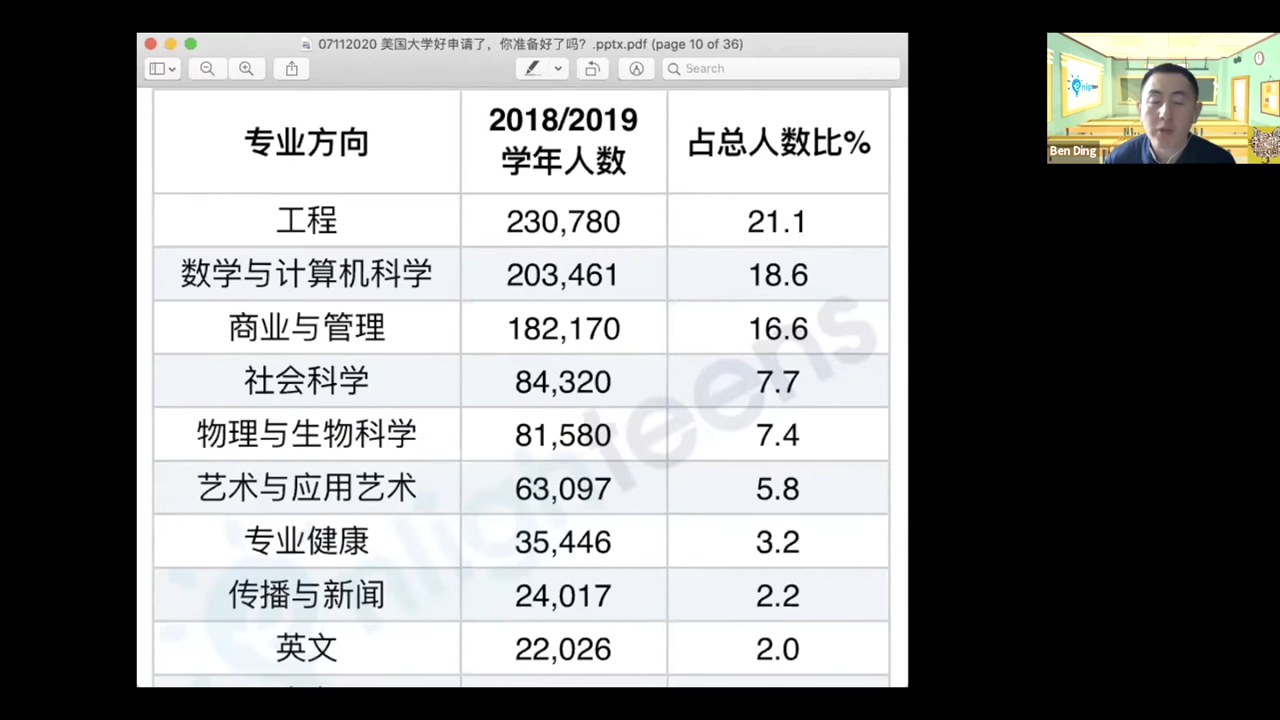 07112020 美国大学好申请了，你准备好了吗？.pptx.pdf (page 10 of 36)
Search
专业方向 2018/2019 学年人数 占总人数比%
工程 230,780 21.1
数学与计算机科学 203,461 18.6
商业与管理 182,170 16.6
社会科学 84,320 7.7
物理与生物科学 81,580 7.4
艺术与应用艺术 63,097 5.8
专业健康 35,446 3.2
传播与新闻 24,017 2.2
英文 22,026 2.0
enlighteens
Ben Ding